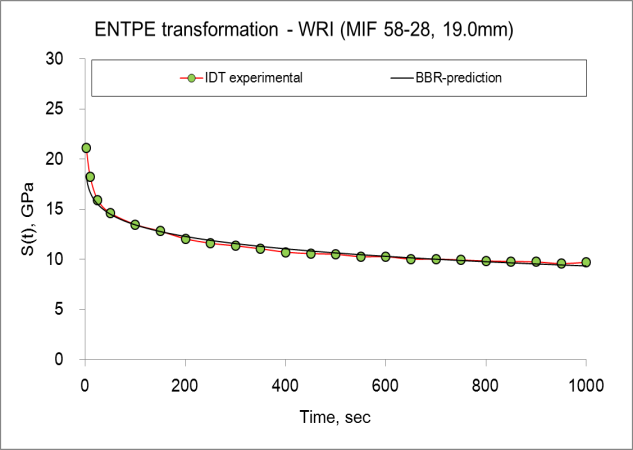 ENTPE transformation - WRI (MIF 58-28, 19.0mm)
IDT experimental
BBR-prediction
S(t), GPa
30
25
20
15
10
5
0
0 200 400 600 800 1000
Time, sec